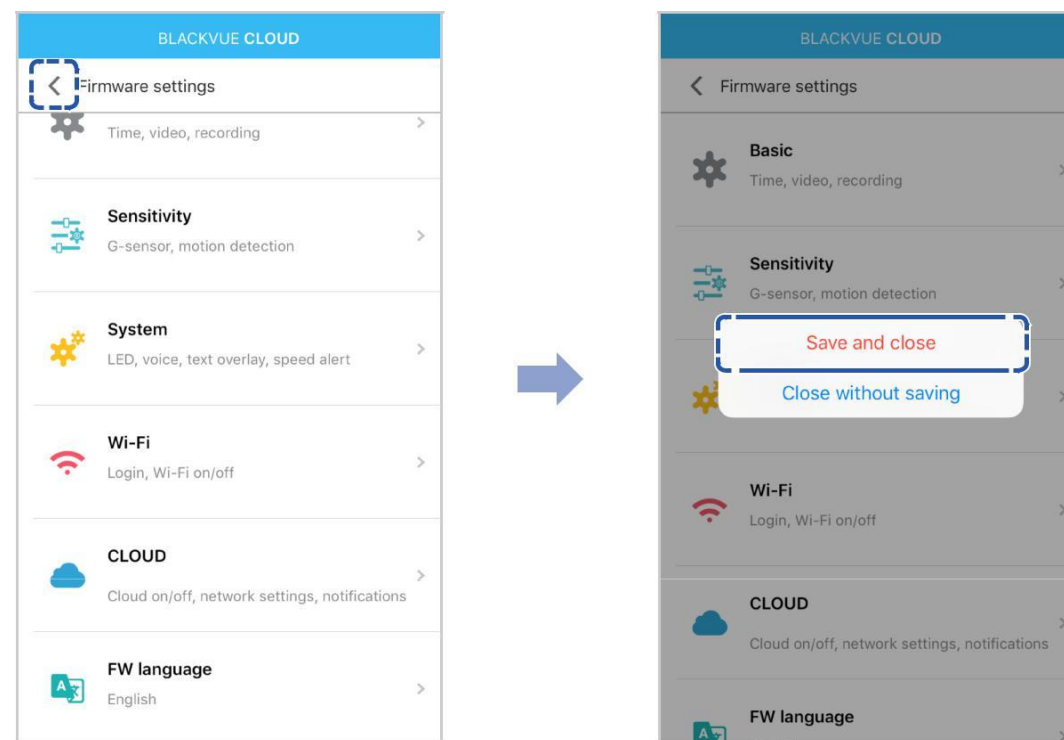 BLACKVUE CLOUD
Firmware settings
Time, video, recording
Sensitivity
G-sensor, motion detection
System
LED, voice, text overlay, speed alert
Wi-Fi
Login, Wi-Fi on/off
CLOUD
Cloud on/off, network settings, notifications
FW language
English
BLACKVUE CLOUD
Firmware settings
Basic
Time, video, recording
Sensitivity
G-sensor, motion detection
Save and close
Close without saving
Wi-Fi
Login, Wi-Fi on/off
CLOUD
Cloud on/off, network settings, notifications
FW language